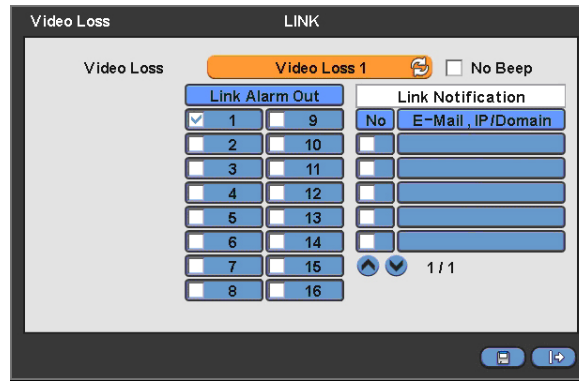 Video Loss LINK
Video Loss Video Loss 1 No Beep
Link Alarm Out Link Notification
1 9 No E-Mail , IP/Domain
2 10
3 11
4 12
5 13
6 14
7 15 1 / 1
8 16